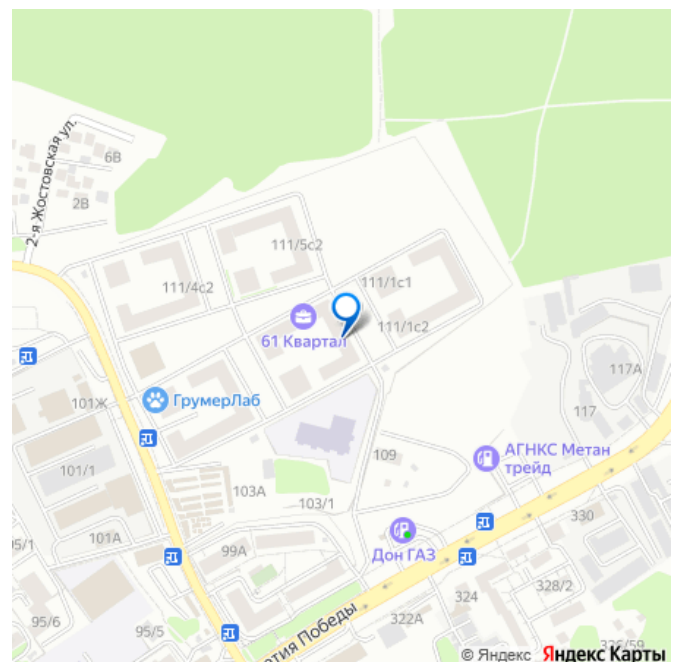 2-я Жостовская ул.
6В
2В
111/5с2
111/4с2
111/1с1
61 Квартал
111/1с2
117А
101Ж
ГрумерЛаб
117
109
АГНКС Метан
трейд
101/1
103А
103/1
330
95/1
101А
99А
Дон ГАЗ
328/2
324
95/6
95/5
322А
© Яндекс
Яндекс Карты